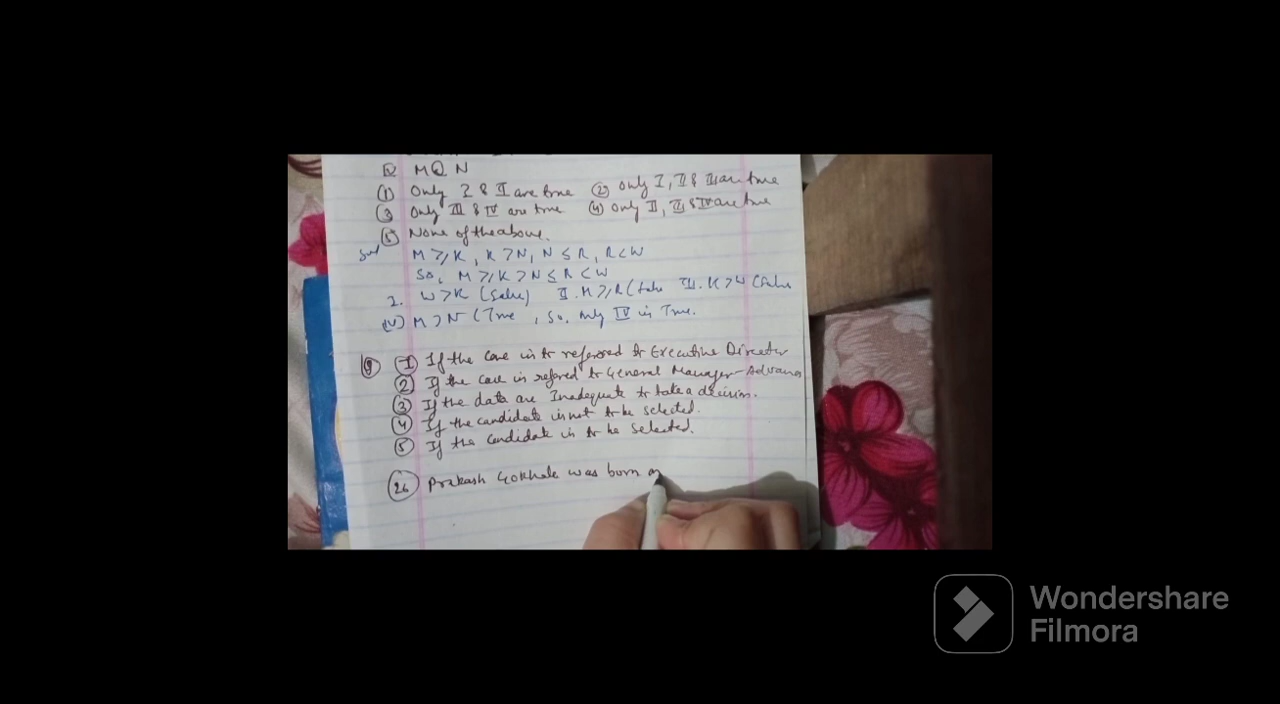 IV MQN
(1) Only I & II are true (2) Only I, II & III are true
(3) Only III & IV are true (4) Only II, III & IV are true
(5) None of the above.
Sol M ≥ K, K > N, N ≤ R, R < W
So, M ≥ K > N ≤ R < W
I. W > K (false) II. M ≥ R (false III. K > W (false
(IV) M > N (True , So, only IV is True.
(1) If the case is to referred to Executive Director
(2) If the case is refered to General Manager-Advances
(3) If the data are Inadequate to take a decision.
(4) If the candidate is not to be selected.
(5) If the candidate is to be selected.
(26) Prakash Gokhale was born
Wondershare
Filmora